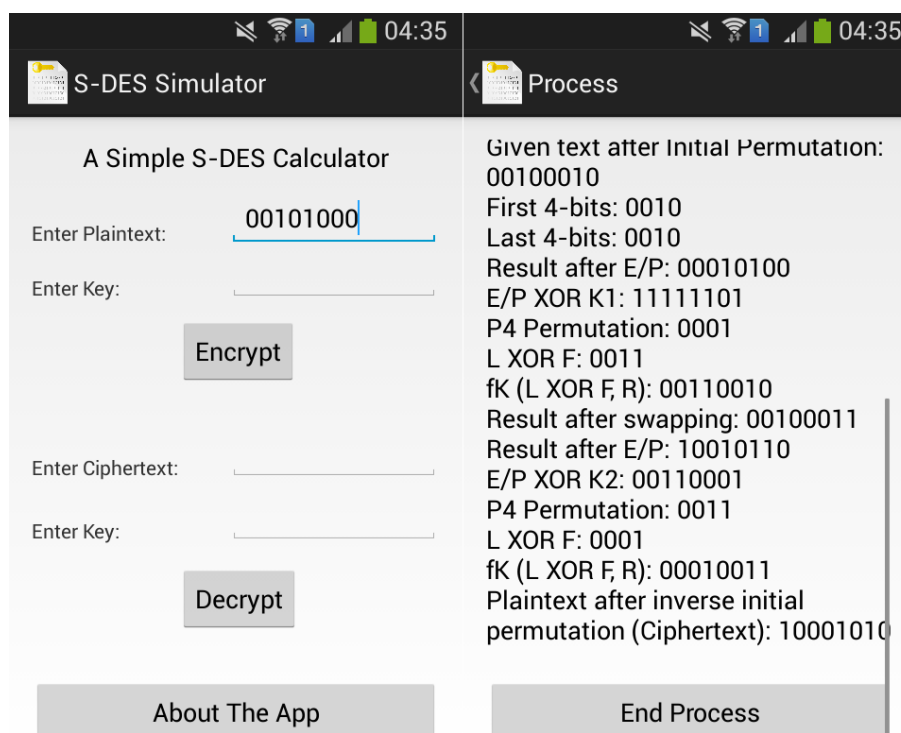 1 04:35
S-DES Simulator
A Simple S-DES Calculator
Enter Plaintext: 00101000
Enter Key:
Encrypt
Enter Ciphertext:
Enter Key:
Decrypt
About The App
1 04:35
Process
Given text after Initial Permutation:
00100010
First 4-bits: 0010
Last 4-bits: 0010
Result after E/P: 00010100
E/P XOR K1: 11111101
P4 Permutation: 0001
L XOR F: 0011
fK (L XOR F, R): 00110010
Result after swapping: 00100011
Result after E/P: 10010110
E/P XOR K2: 00110001
P4 Permutation: 0011
L XOR F: 0001
fK (L XOR F, R): 00010011
Plaintext after inverse initial
permutation (Ciphertext): 10001010
End Process